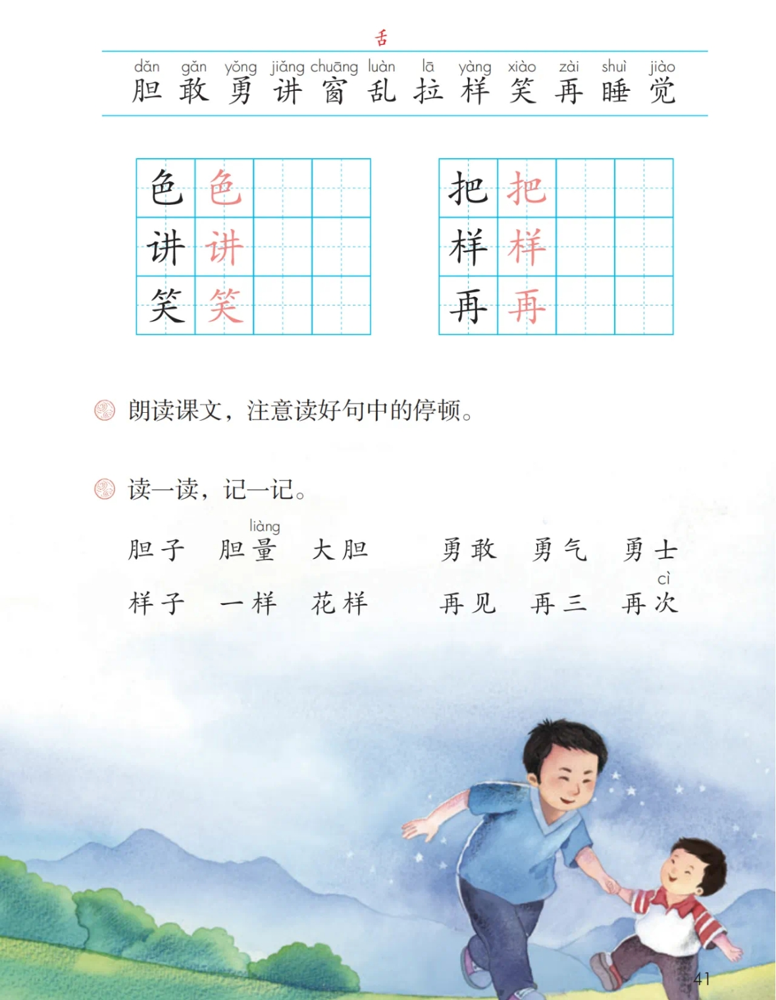 舌
dǎn gǎn yǒng jiǎng chuāng luàn lā yàng xiào zài shuì jiào
胆 敢 勇 讲 窗 乱 拉 样 笑 再 睡 觉
色 色 把 把
讲 讲 样 样
笑 笑 再 再
朗读课文，注意读好句中的停顿。
读一读，记一记。
liàng
胆子 胆量 大胆 勇敢 勇气 勇士
cì
样子 一样 花样 再见 再三 再次
41